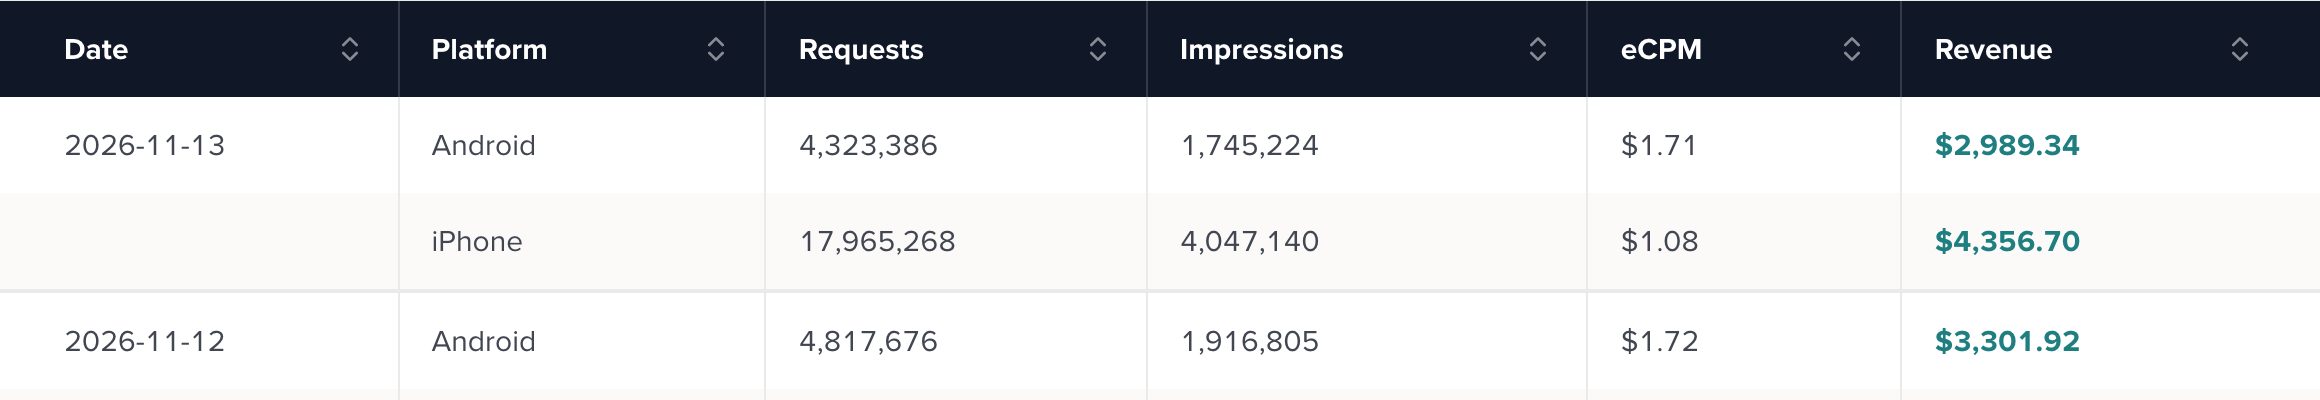 Date Platform Requests Impressions eCPM Revenue
2026-11-13 Android 4,323,386 1,745,224 $1.71 $2,989.34
iPhone 17,965,268 4,047,140 $1.08 $4,356.70
2026-11-12 Android 4,817,676 1,916,805 $1.72 $3,301.92